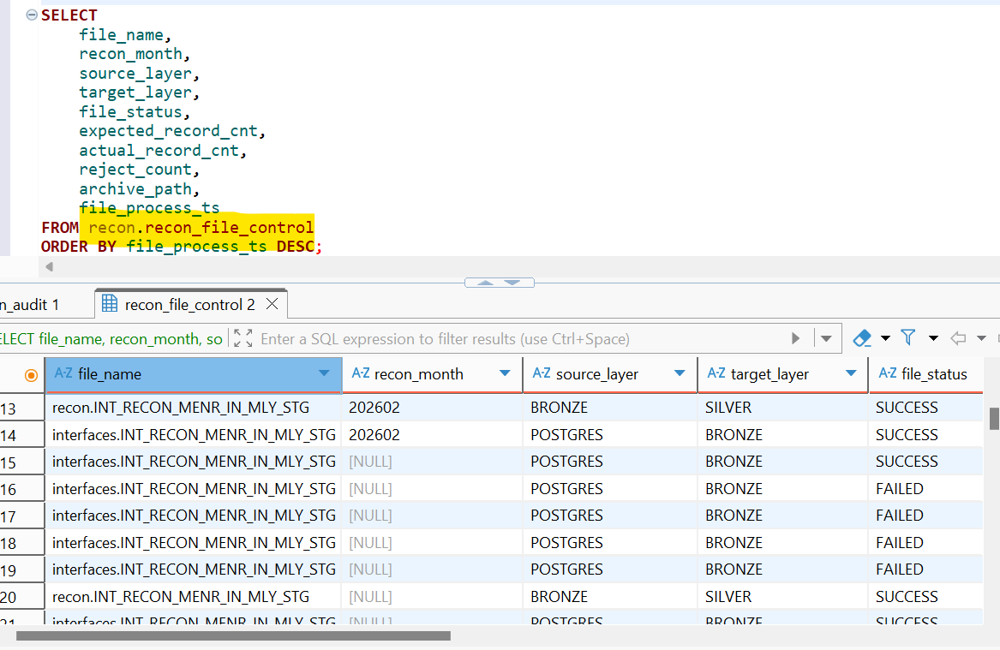 SELECT
file_name,
recon_month,
source_layer,
target_layer,
file_status,
expected_record_cnt,
actual_record_cnt,
reject_count,
archive_path,
file_process_ts
FROM recon.recon_file_control
ORDER BY file_process_ts DESC;
n_audit 1 recon_file_control 2
ELECT file_name, recon_month, so Enter a SQL expression to filter results (use Ctrl+Space)
A-Z file_name A-Z recon_month A-Z source_layer A-Z target_layer A-Z file_status
13 recon.INT_RECON_MENR_IN_MLY_STG 202602 BRONZE SILVER SUCCESS
14 interfaces.INT_RECON_MENR_IN_MLY_STG 202602 POSTGRES BRONZE SUCCESS
15 interfaces.INT_RECON_MENR_IN_MLY_STG [NULL] POSTGRES BRONZE SUCCESS
16 interfaces.INT_RECON_MENR_IN_MLY_STG [NULL] POSTGRES BRONZE FAILED
17 interfaces.INT_RECON_MENR_IN_MLY_STG [NULL] POSTGRES BRONZE FAILED
18 interfaces.INT_RECON_MENR_IN_MLY_STG [NULL] POSTGRES BRONZE FAILED
19 interfaces.INT_RECON_MENR_IN_MLY_STG [NULL] POSTGRES BRONZE FAILED
20 recon.INT_RECON_MENR_IN_MLY_STG [NULL] BRONZE SILVER SUCCESS
21 interfaces.INT_RECON_MENR_IN_MLY_STG [NULL] POSTGRES BRONZE SUCCESS